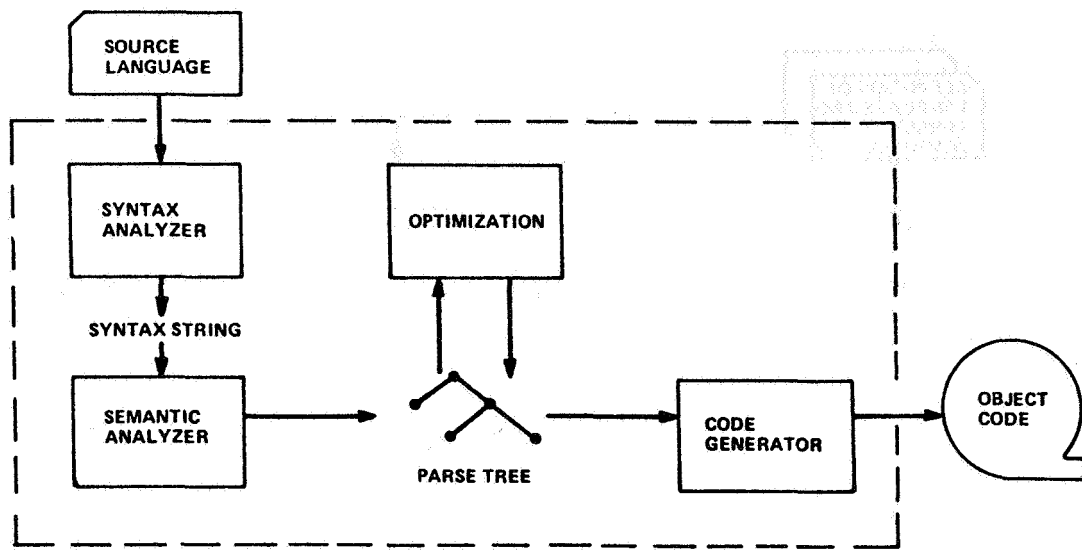 SOURCE
LANGUAGE
SYNTAX
ANALYZER
OPTIMIZATION
SYNTAX STRING
SEMANTIC
ANALYZER
PARSE TREE
CODE
GENERATOR
OBJECT
CODE